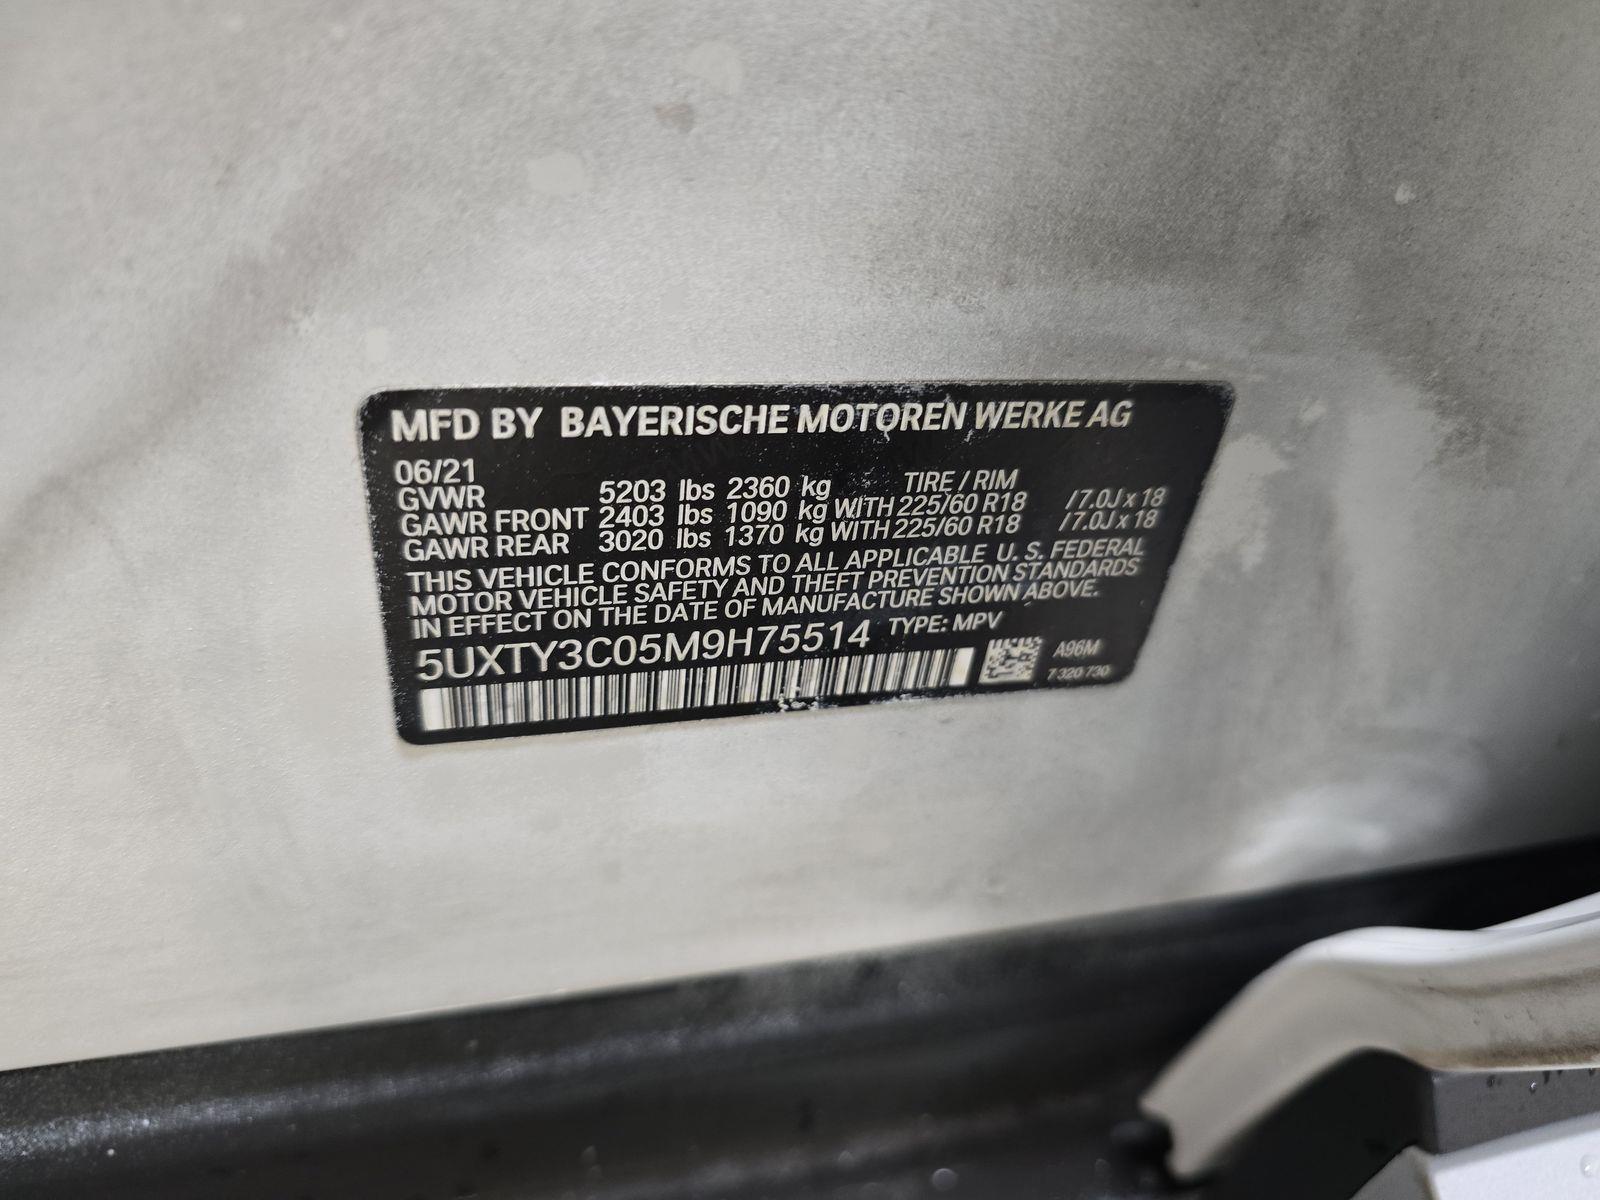 MFD BY BAYERISCHE MOTOREN WERKE AG
06/21
GVWR 5203 lbs 2360 kg TIRE / RIM
GAWR FRONT 2403 lbs 1090 kg WITH 225/60 R18 /7.0J x 18
GAWR REAR 3020 lbs 1370 kg WITH 225/60 R18 /7.0J x 18
THIS VEHICLE CONFORMS TO ALL APPLICABLE U. S. FEDERAL
MOTOR VEHICLE SAFETY AND THEFT PREVENTION STANDARDS
IN EFFECT ON THE DATE OF MANUFACTURE SHOWN ABOVE.
5UXTY3C05M9H75514 TYPE: MPV
A96M
7 320 730